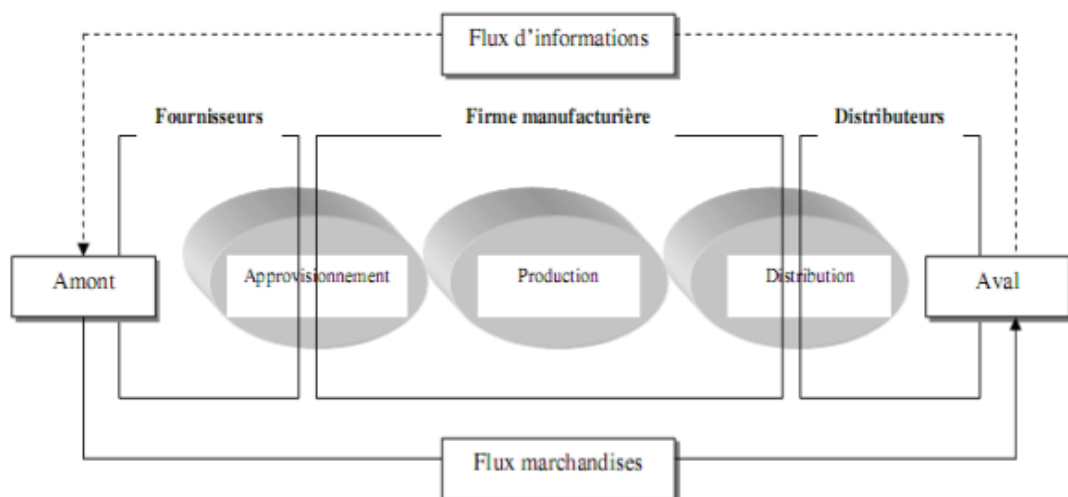 Flux d'informations
Fournisseurs
Firme manufacturière
Distributeurs
Amont
Approvisionnement
Production
Distribution
Aval
Flux marchandises